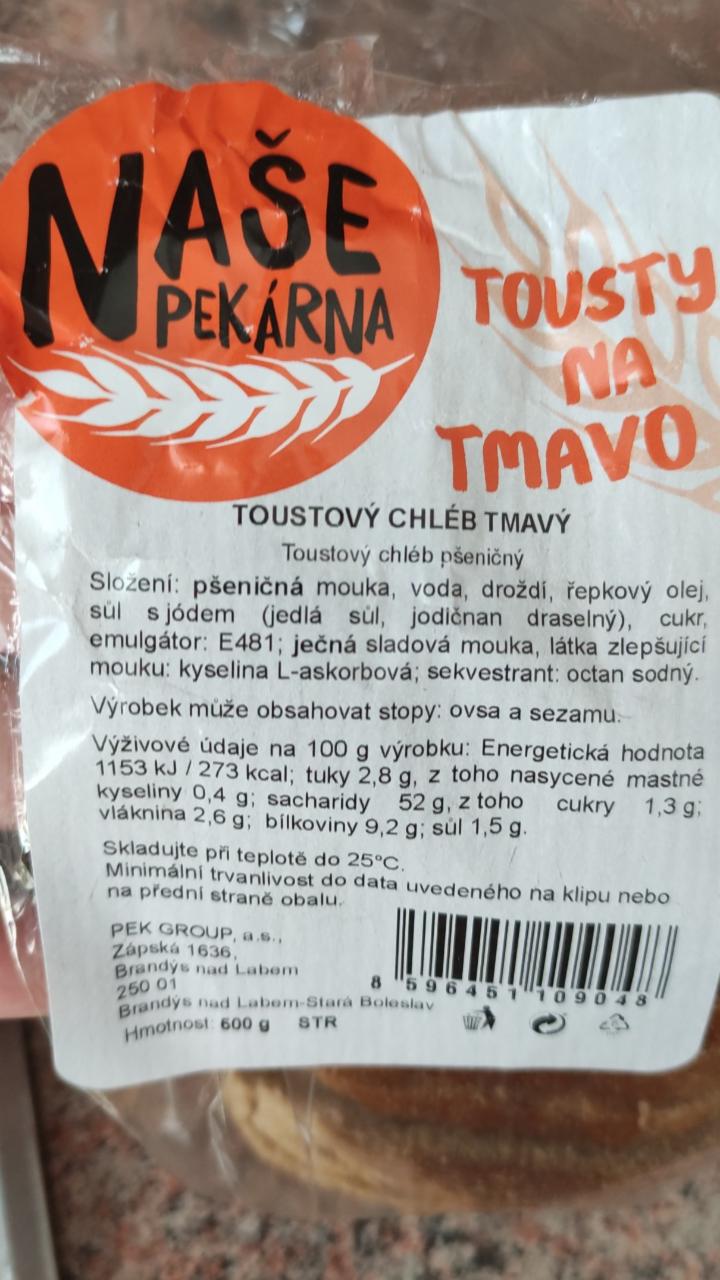 NAŠE
PEKÁRNA
TOUSTY
NA
TMAVO
TOUSTOVÝ CHLÉB TMAVÝ
Toustový chléb pšeničný
Složení: pšeničná mouka, voda, droždí, řepkový olej,
sůl s jódem (jedlá sůl, jodičnan draselný), cukr,
emulgátor: E481; ječná sladová mouka, látka zlepšující
mouku: kyselina L-askorbová; sekvestrant: octan sodný.
Výrobek může obsahovat stopy: ovsa a sezamu.
Výživové údaje na 100 g výrobku: Energetická hodnota
1153 kJ / 273 kcal; tuky 2,8 g, z toho nasycené mastné
kyseliny 0,4 g; sacharidy 52 g, z toho cukry 1,3 g;
vláknina 2,6 g; bílkoviny 9,2 g; sůl 1,5 g.
Skladujte při teplotě do 25°C.
Minimální trvanlivost do data uvedeného na klipu nebo
na přední straně obalu.
PEK GROUP, a.s.,
Zápská 1636,
Brandýs nad Labem
250 01
Brandýs nad Labem-Stará Boleslav
Hmotnost: 600 g STR
8 596451 109048